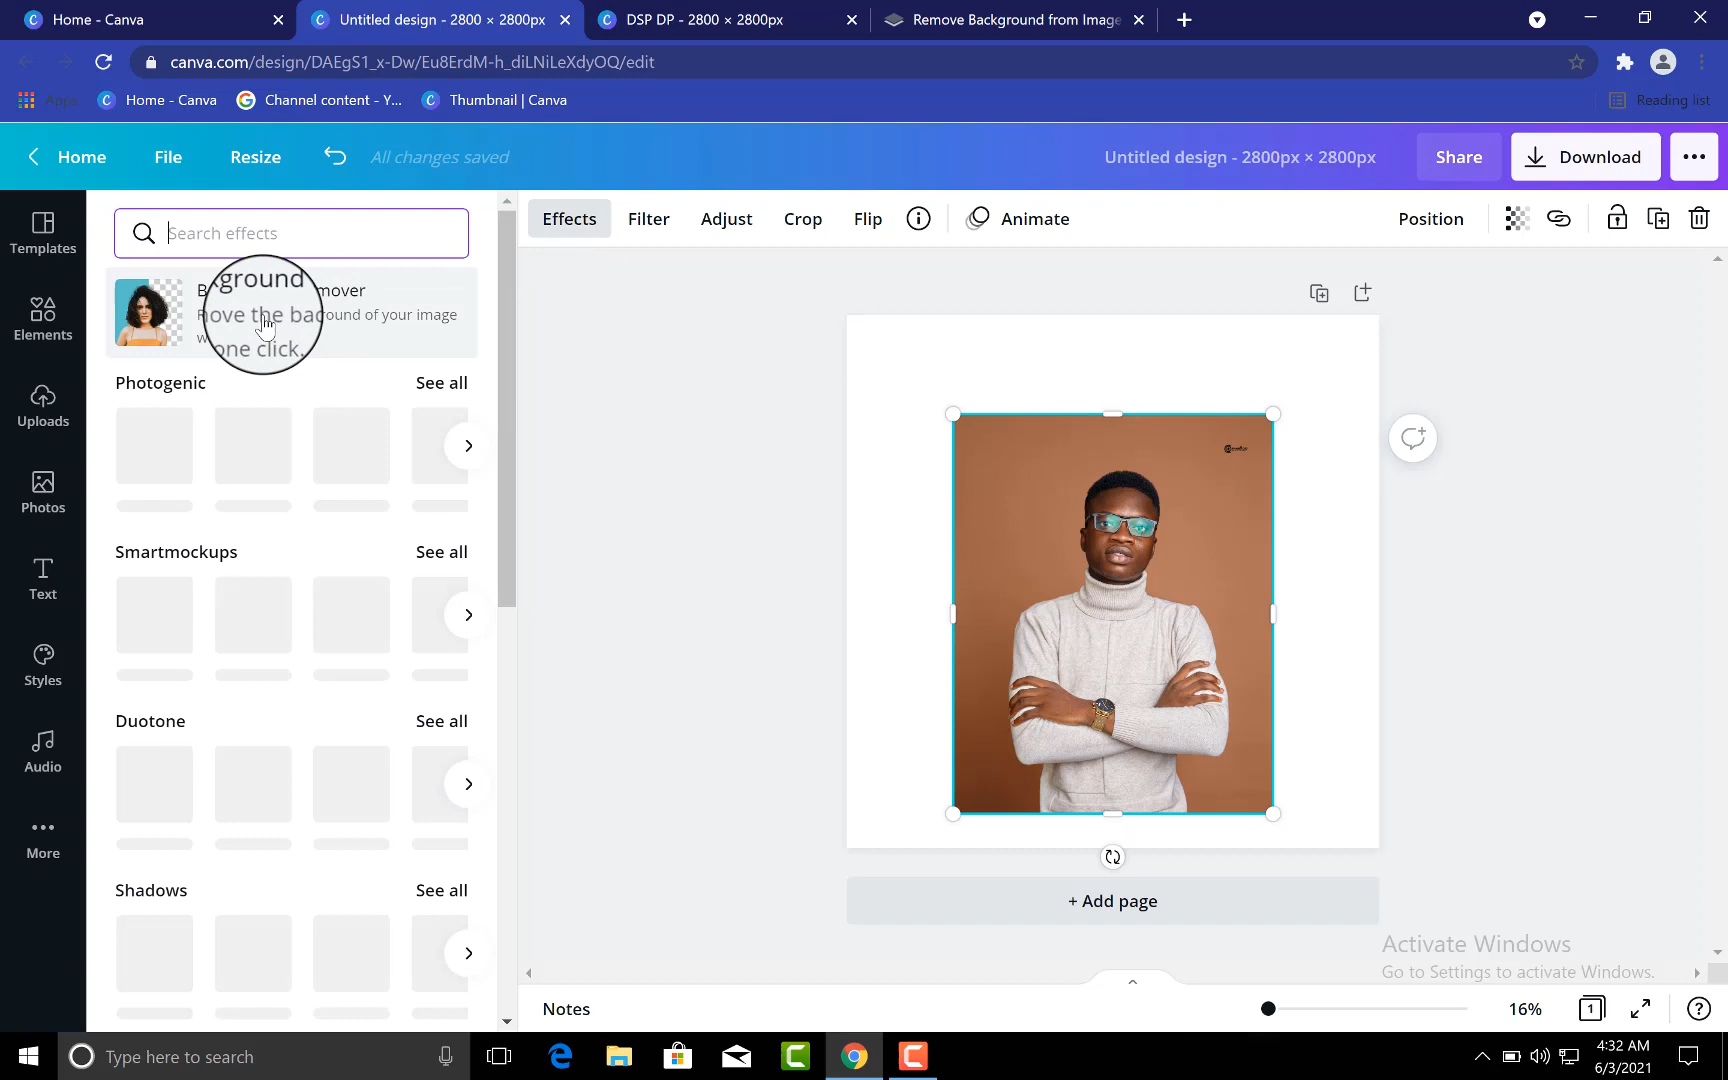 Home - Canva
Untitled design - 2800 × 2800px
DSP DP - 2800 × 2800px
Remove Background from Image
canva.com/design/DAEgS1_x-Dw/Eu8ErdM-h_diLNiLeXdyOQ/edit
Apps
Home - Canva
Channel content - Y...
Thumbnail | Canva
Reading list
Home
File
Resize
All changes saved
Untitled design - 2800px × 2800px
Share
Download
Templates
Elements
Uploads
Photos
Text
Styles
Audio
More
Search effects
ground mover
ove the background of your image
one click.
Photogenic
See all
Smartmockups
See all
Duotone
See all
Shadows
See all
Effects
Filter
Adjust
Crop
Flip
Animate
Position
+ Add page
Activate Windows
Go to Settings to activate Windows.
Notes
16%
1
Type here to search
4:32 AM
6/3/2021